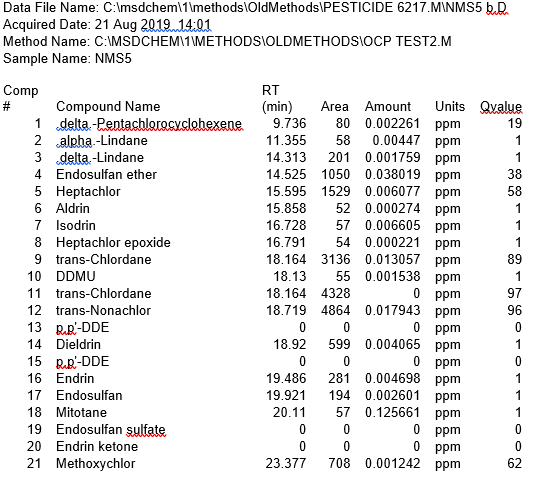 Data File Name: C:\msdchem\1\methods\OldMethods\PESTICIDE 6217.M\NMS5 b.D
Acquired Date: 21 Aug 2019  14:01
Method Name: C:\MSDCHEM\1\METHODS\OLDMETHODS\OCP TEST2.M
Sample Name: NMS5
Comp RT
# Compound Name (min) Area Amount Units Qvalue
1 .delta.-Pentachlorocyclohexene 9.736 80 0.002261 ppm 19
2 .alpha.-Lindane 11.355 58 0.00447 ppm 1
3 .delta.-Lindane 14.313 201 0.001759 ppm 1
4 Endosulfan ether 14.525 1050 0.038019 ppm 38
5 Heptachlor 15.595 1529 0.006077 ppm 58
6 Aldrin 15.858 52 0.000274 ppm 1
7 Isodrin 16.728 57 0.006605 ppm 1
8 Heptachlor epoxide 16.791 54 0.000221 ppm 1
9 trans-Chlordane 18.164 3136 0.013057 ppm 89
10 DDMU 18.13 55 0.001538 ppm 1
11 trans-Chlordane 18.164 4328 0 ppm 97
12 trans-Nonachlor 18.719 4864 0.017943 ppm 96
13 p,p'-DDE 0 0 0 ppm 0
14 Dieldrin 18.92 599 0.004065 ppm 1
15 p,p'-DDE 0 0 0 ppm 0
16 Endrin 19.486 281 0.004698 ppm 1
17 Endosulfan 19.921 194 0.002601 ppm 1
18 Mitotane 20.11 57 0.125661 ppm 1
19 Endosulfan sulfate 0 0 0 ppm 0
20 Endrin ketone 0 0 0 ppm 0
21 Methoxychlor 23.377 708 0.001242 ppm 62